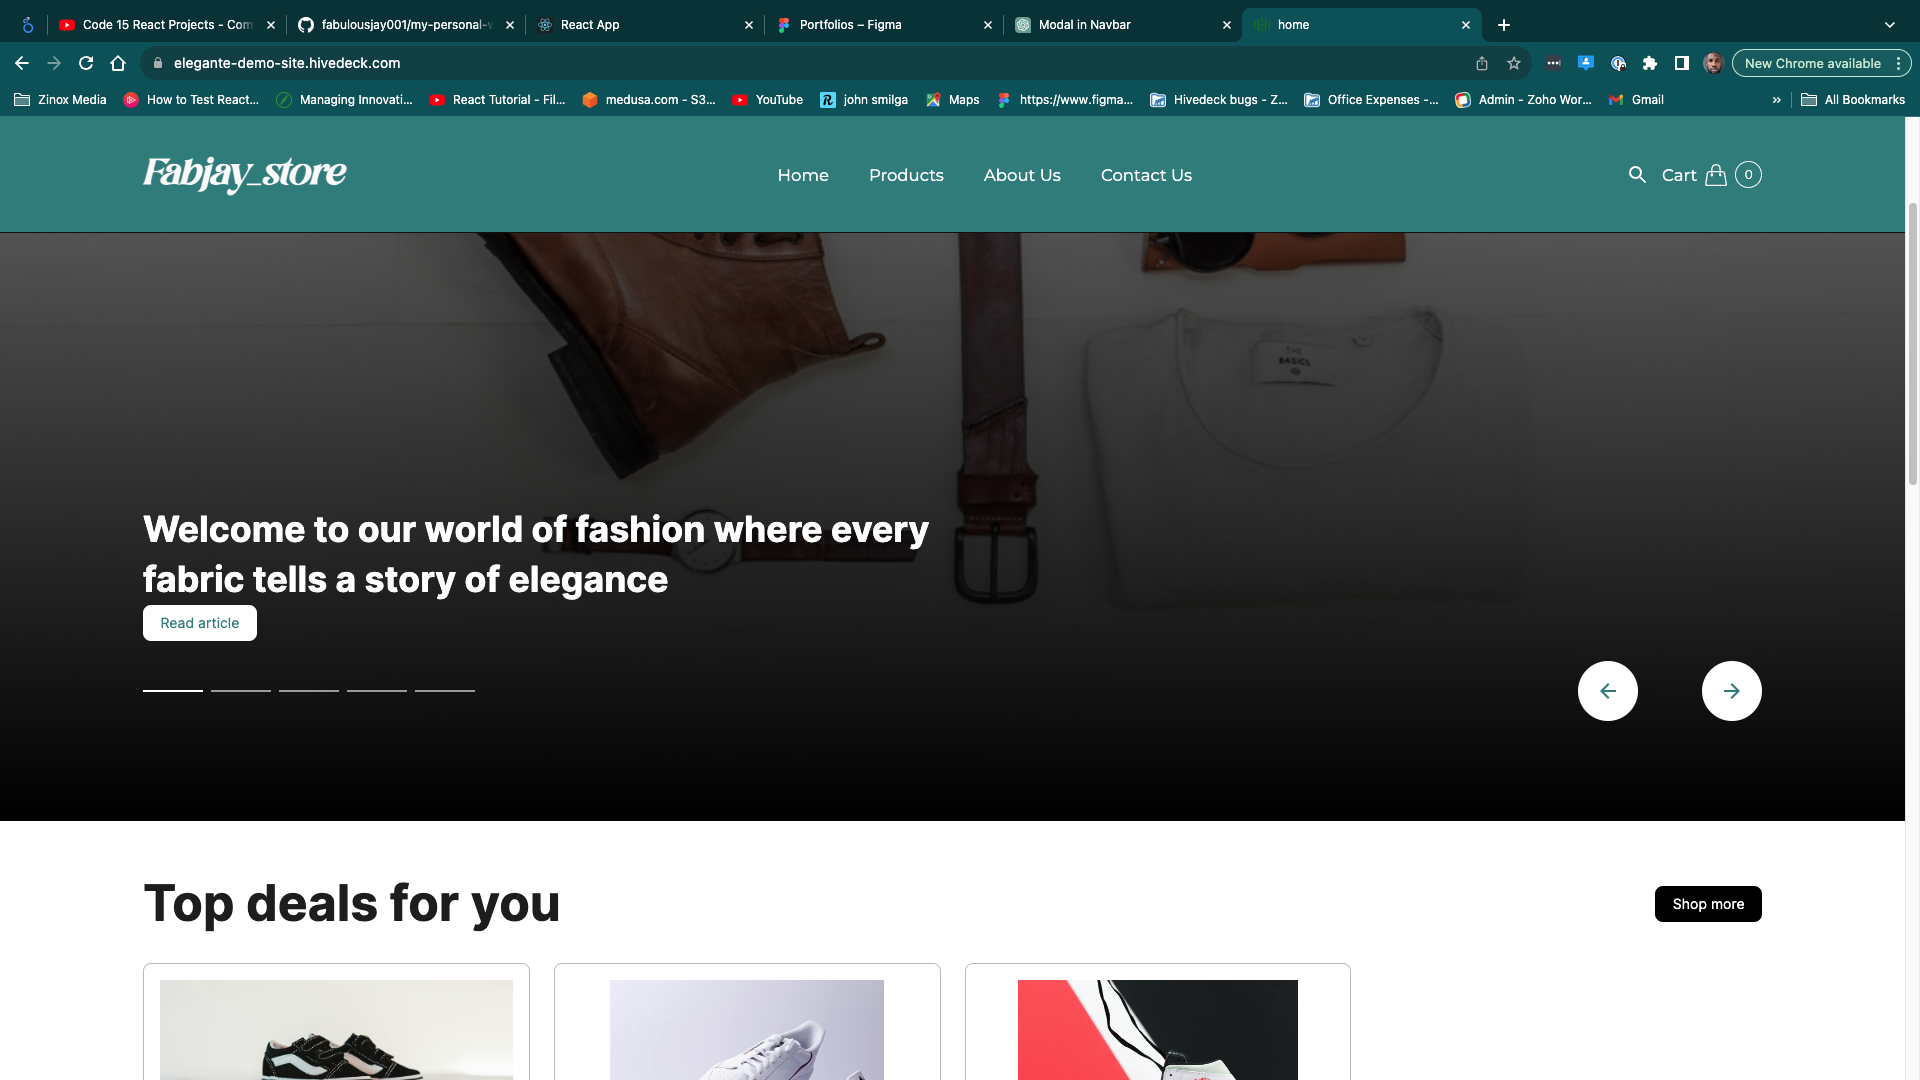 Code 15 React Projects - Com
fabulousjay001/my-personal-w
React App
Portfolios – Figma
Modal in Navbar
home
elegante-demo-site.hivedeck.com
New Chrome available
Zinox Media
How to Test React...
Managing Innovati...
React Tutorial - Fil...
medusa.com - S3...
YouTube
john smilga
Maps
https://www.figma...
Hivedeck bugs - Z...
Office Expenses -...
Admin - Zoho Wor...
Gmail
»
All Bookmarks
Fabjay_store
Home
Products
About Us
Contact Us
Cart
0
THE
BASICS
Welcome to our world of fashion where every
fabric tells a story of elegance
Read article
Top deals for you
Shop more